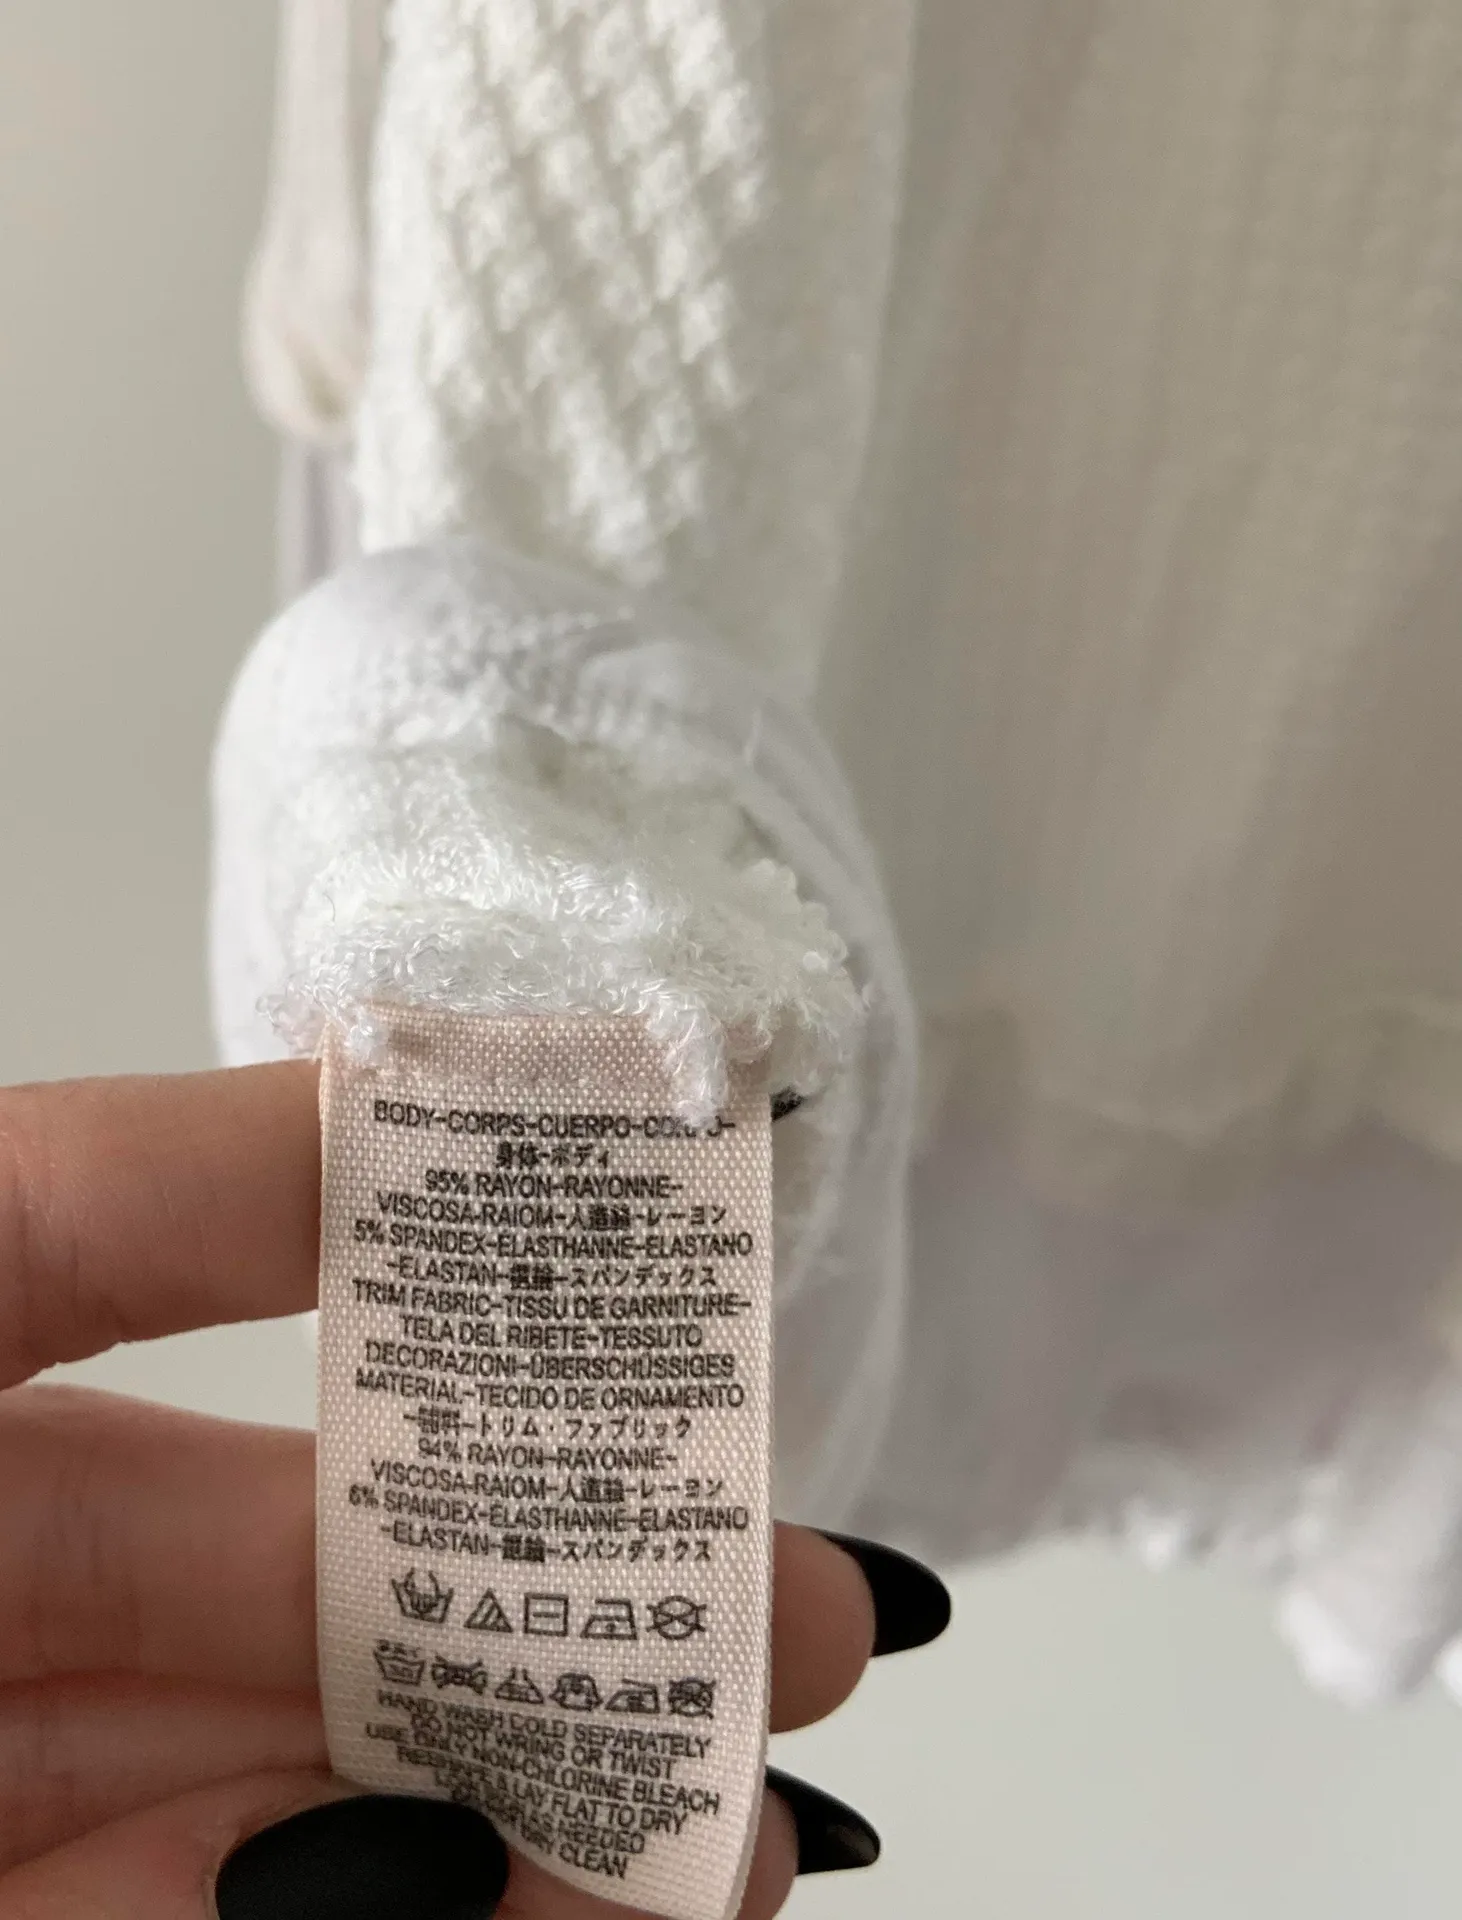 BODY-CORPS-CUERPO-
身体-ボディ
95% RAYON-RAYONNE-
VISCOSA-RAIOM-人造絲-レーヨン
5% SPANDEX-ÉLASTHANNE-ELASTANO
-ELASTAN-スパンデックス
TRIM FABRIC-TISSU DE GARNITURE-
TELA DEL RIBETE-TESSUTO
DECORAZIONI-ÜBERSCHÜSSIGES
MATERIAL-TECIDO DE ORNAMENTO
-輔料-トリム・ファブリック
94% RAYON-RAYONNE-
VISCOSA-RAIOM-人造絲-レーヨン
6% SPANDEX-ÉLASTHANNE-ELASTANO
-ELASTAN-スパンデックス
30
HAND WASH COLD SEPARATELY
DO NOT WRING OR TWIST
USE ONLY NON-CHLORINE BLEACH
RESHAPE & LAY FLAT TO DRY
AS NEEDED
DRY CLEAN